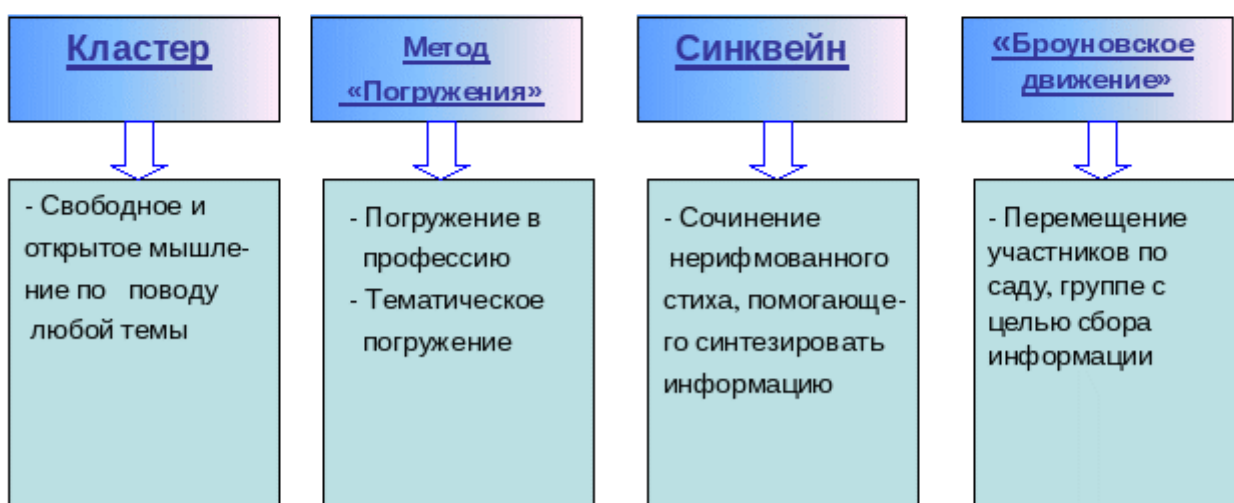 Кластер
- Свободное и
открытое мышле-
ние по поводу
любой темы
Метод
«Погружения»
- Погружение в
профессию
- Тематическое
погружение
Синквейн
- Сочинение
нерифмованного
стиха, помогающе-
го синтезировать
информацию
«Броуновское
движение»
- Перемещение
участников по
саду, группе с
целью сбора
информации